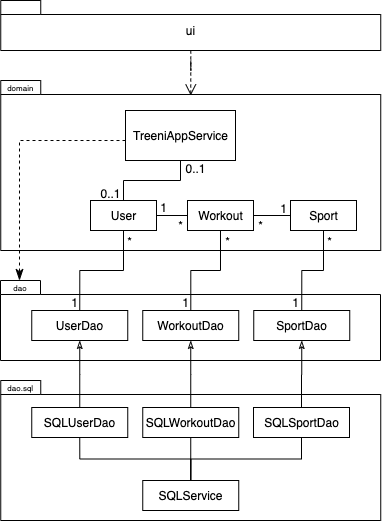 ui
domain
TreeniAppService
0..1
0..1
User
1
*
Workout
*
1
Sport
*
*
*
dao
1
1
1
UserDao
WorkoutDao
SportDao
dao.sql
SQLUserDao
SQLWorkoutDao
SQLSportDao
SQLService